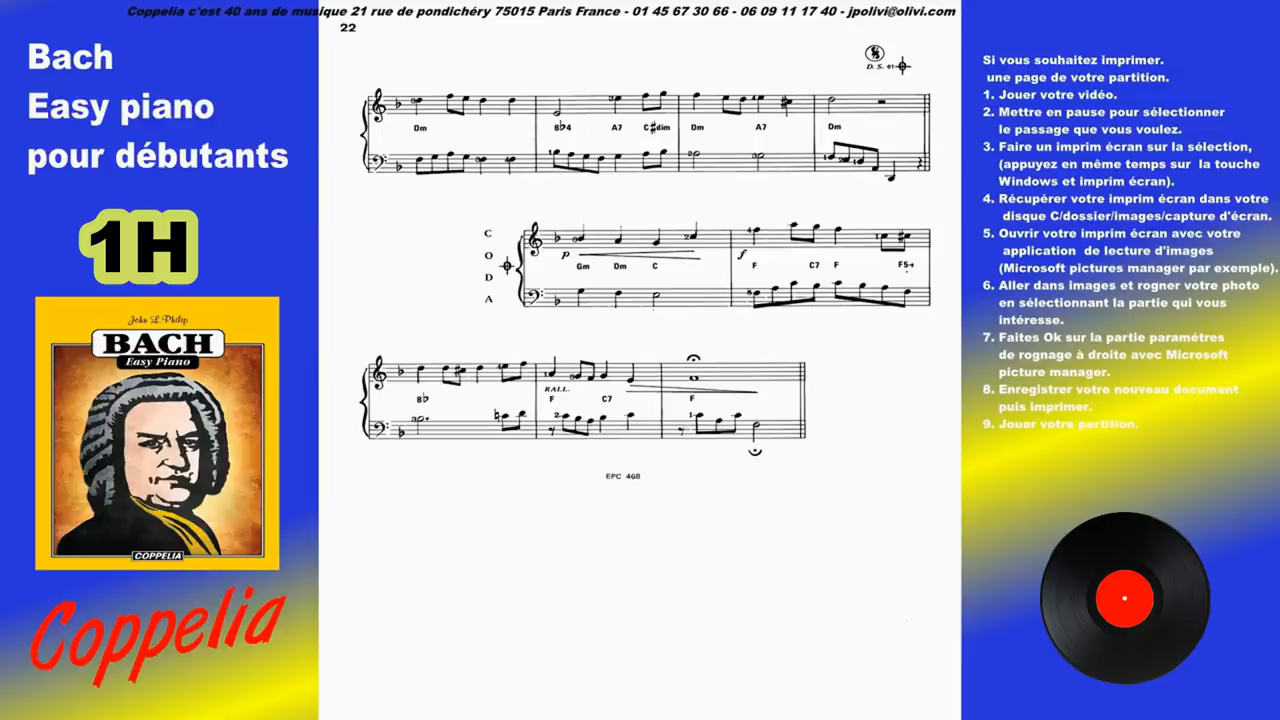 Coppelia c'est 40 ans de musique 21 rue de pondichéry 75015 Paris France - 01 45 67 30 66 - 06 09 11 17 40 - jpolivi@olivi.com
Bach
Easy piano
pour débutants
1H
John L. Philip
BACH
Easy Piano
COPPELIA
Coppelia
22
D. S. et
Dm Bb4 A7 C#dim Dm A7 Dm
CODA
p f
Gm Dm C F C7 F F5+
RALL.
Bb F C7 F
EPC 468
Si vous souhaitez imprimer.
une page de votre partition.
1. Jouer votre vidéo.
2. Mettre en pause pour sélectionner
le passage que vous voulez.
3. Faire un imprim écran sur la sélection,
(appuyez en même temps sur la touche
Windows et imprim écran).
4. Récupérer votre imprim écran dans votre
disque C/dossier/images/capture d'écran.
5. Ouvrir votre imprim écran avec votre
application de lecture d'images
(Microsoft pictures manager par exemple).
6. Aller dans images et rogner votre photo
en sélectionnant la partie qui vous
intéresse.
7. Faites Ok sur la partie paramétres
de rognage à droite avec Microsoft
picture manager.
8. Enregistrer votre nouveau document
puis imprimer.
9. Jouer votre partition.